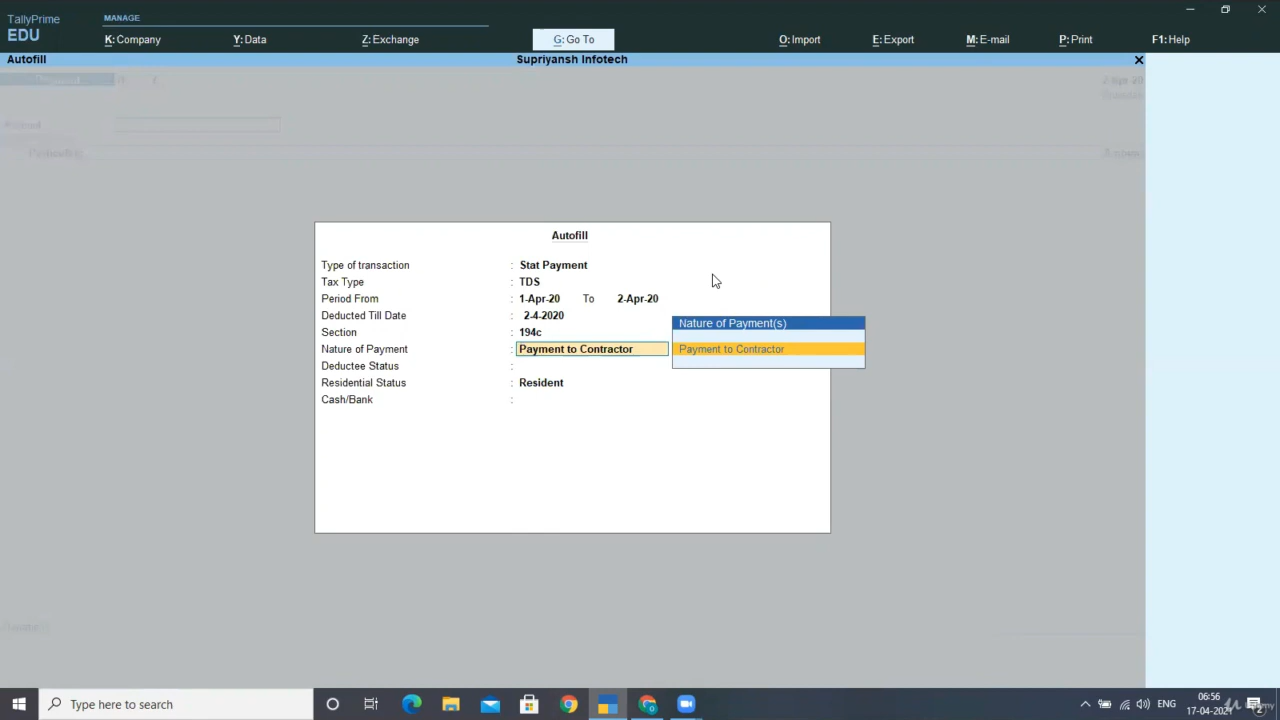 TallyPrime
EDU
MANAGE
K: Company
Y: Data
Z: Exchange
G: Go To
O: Import
E: Export
M: E-mail
P: Print
F1: Help
Autofill
Supriyansh Infotech
2-Apr-20
Autofill
Type of transaction : Stat Payment
Tax Type : TDS
Period From : 1-Apr-20 To 2-Apr-20
Deducted Till Date : 2-4-2020
Section : 194c
Nature of Payment : Payment to Contractor
Deductee Status :
Residential Status : Resident
Cash/Bank :
Nature of Payment(s)
Payment to Contractor
Type here to search
ENG
06:56
17-04-2021